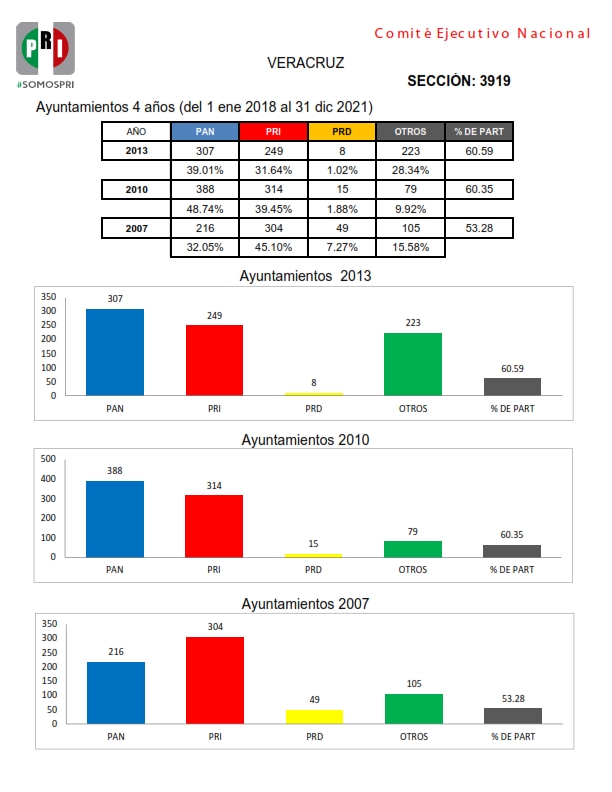 Comité Ejecutivo Nacional
PRI
#SOMOSPRI
VERACRUZ
SECCIÓN: 3919
Ayuntamientos 4 años (del 1 ene 2018 al 31 dic 2021)
AÑO PAN PRI PRD OTROS % DE PART
2013 307 249 8 223 60.59
39.01% 31.64% 1.02% 28.34%
2010 388 314 15 79 60.35
48.74% 39.45% 1.88% 9.92%
2007 216 304 49 105 53.28
32.05% 45.10% 7.27% 15.58%
Ayuntamientos 2013
350
300
250
200
150
100
50
0
307 249 8 223 60.59
PAN PRI PRD OTROS % DE PART
Ayuntamientos 2010
500
400
300
200
100
0
388 314 15 79 60.35
PAN PRI PRD OTROS % DE PART
Ayuntamientos 2007
350
300
250
200
150
100
50
0
216 304 49 105 53.28
PAN PRI PRD OTROS % DE PART